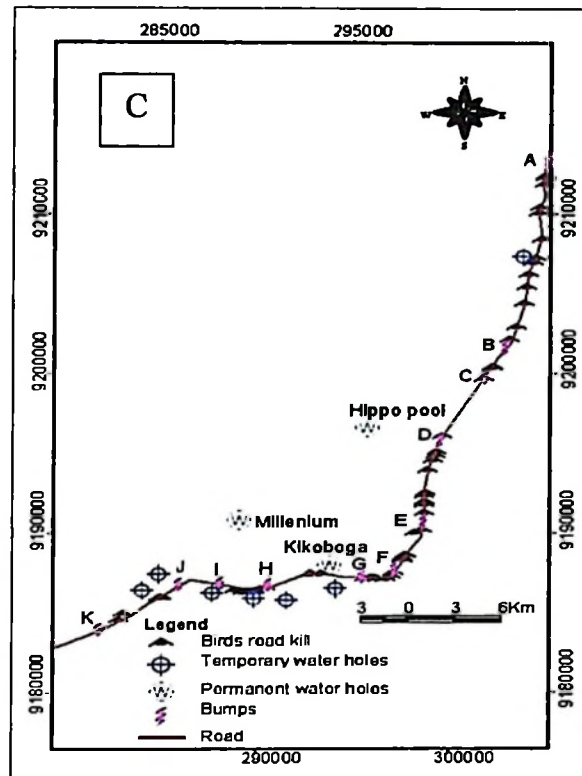 285000 295000
C
N
W E
S
A
9210000 9210000
B
9200000 C 9200000
Hippo pool
D
9190000 Millenium E 9190000
Kikoboga
J I H G F
K
3 0 3 6Km
Legend
Birds road kill
Temporary water holes
Permanent water holes
9180000 9180000
Bumps
Road
290000 300000